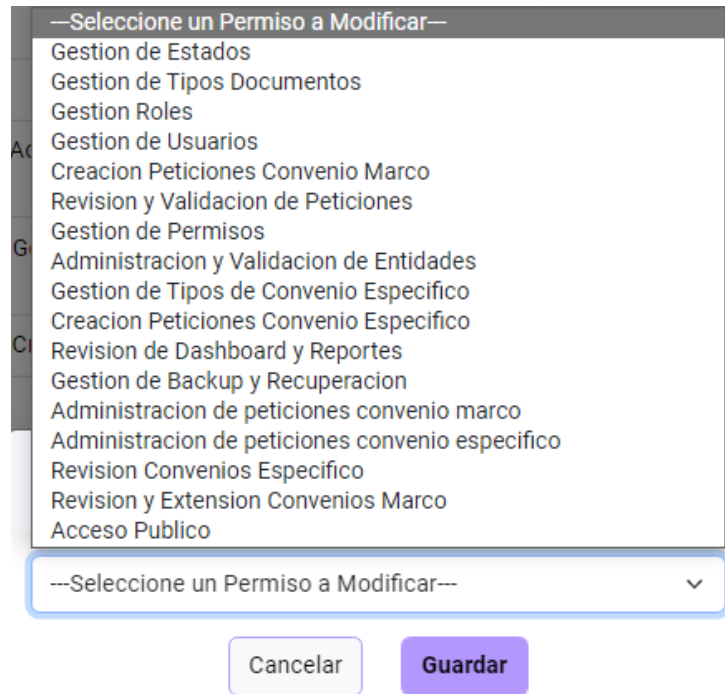 ---Seleccione un Permiso a Modificar---
Gestion de Estados
Gestion de Tipos Documentos
Gestion Roles
Gestion de Usuarios
Creacion Peticiones Convenio Marco
Revision y Validacion de Peticiones
Gestion de Permisos
Administracion y Validacion de Entidades
Gestion de Tipos de Convenio Especifico
Creacion Peticiones Convenio Especifico
Revision de Dashboard y Reportes
Gestion de Backup y Recuperacion
Administracion de peticiones convenio marco
Administracion de peticiones convenio especifico
Revision Convenios Especifico
Revision y Extension Convenios Marco
Acceso Publico
---Seleccione un Permiso a Modificar---
Cancelar Guardar